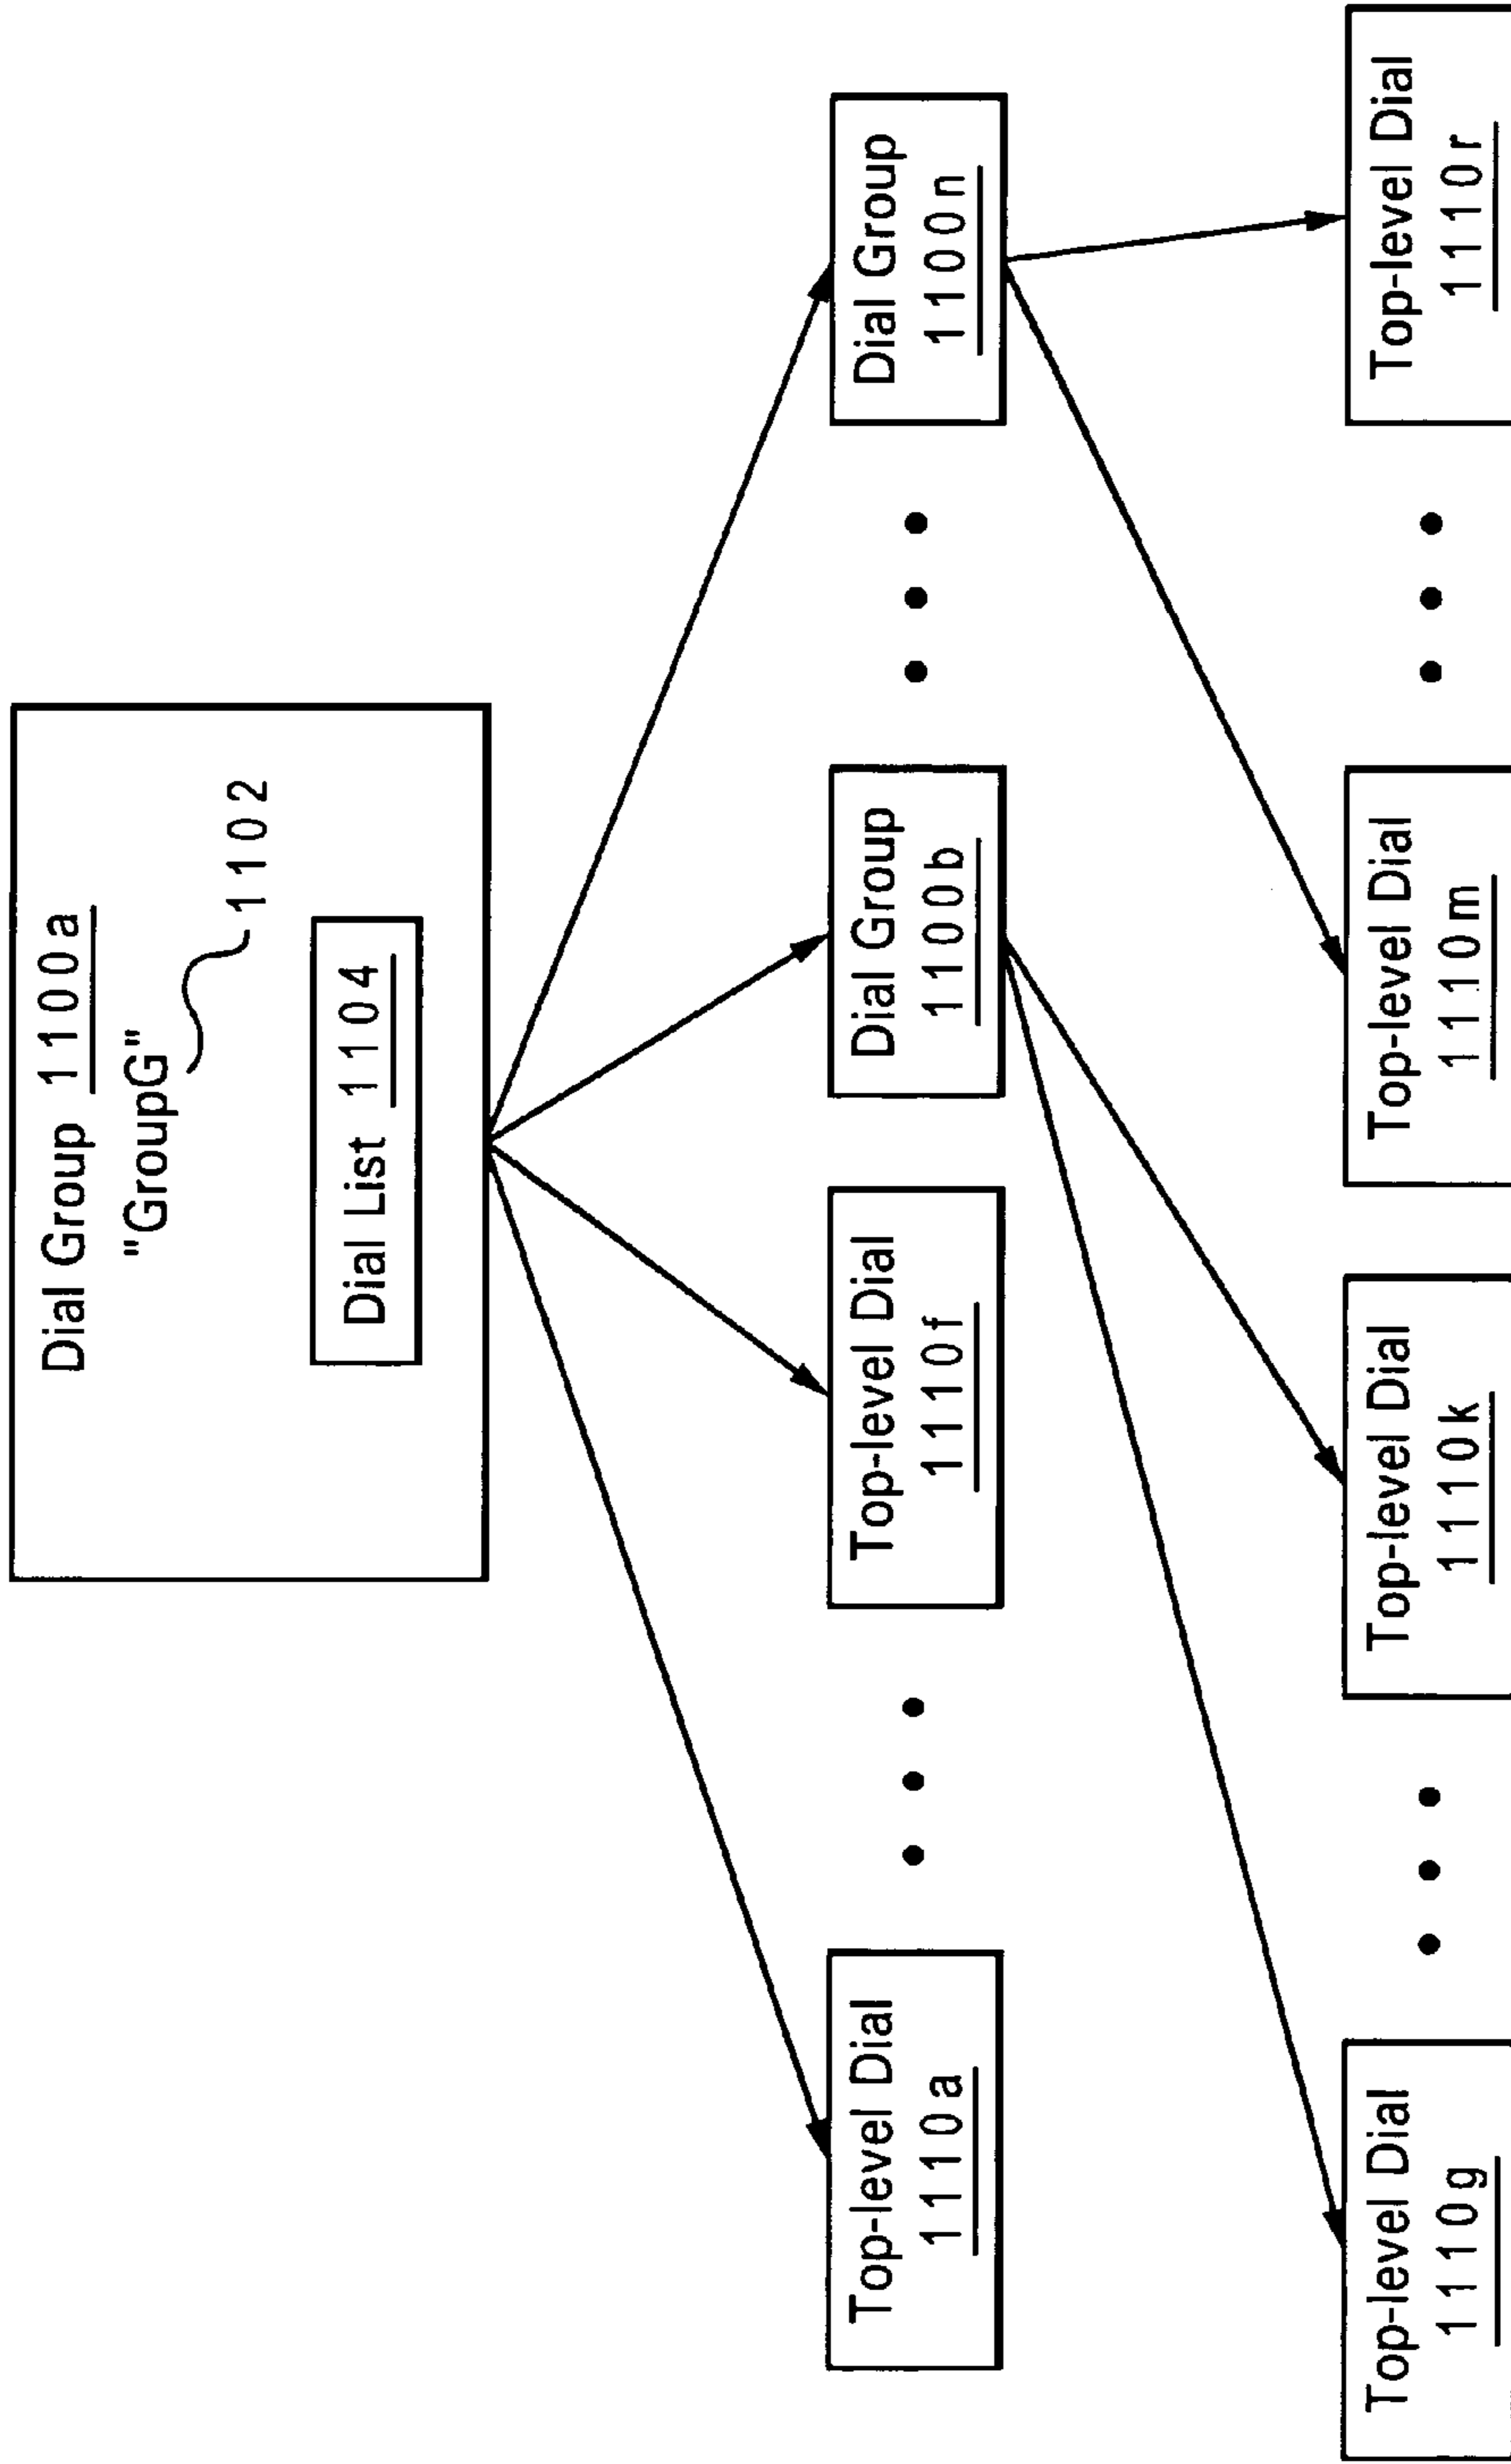 Dial Group 1100a
"GroupG"
1102
Dial List 1104
Top-level Dial
1110a
Top-level Dial
1110f
Dial Group
1100b
Dial Group
1100n
Top-level Dial
1110g
Top-level Dial
1110k
Top-level Dial
1110m
Top-level Dial
1110r